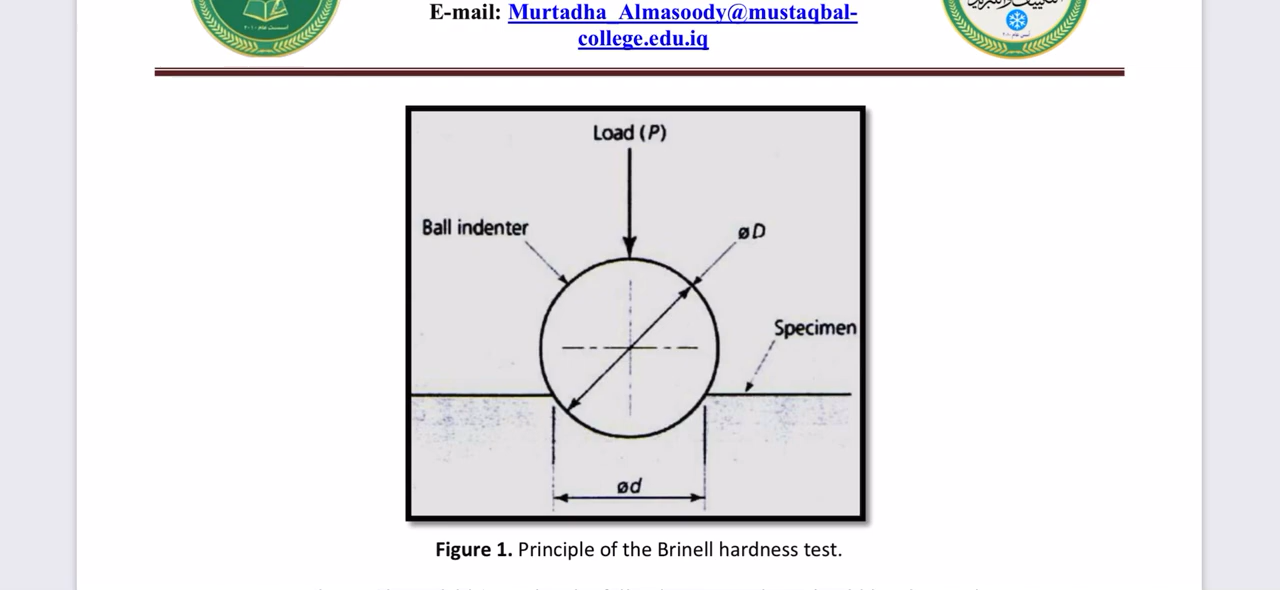 E-mail: Murtadha_Almasoody@mustaqbal-
college.edu.iq
Load (P)
Ball indenter
øD
Specimen
ød
Figure 1. Principle of the Brinell hardness test.